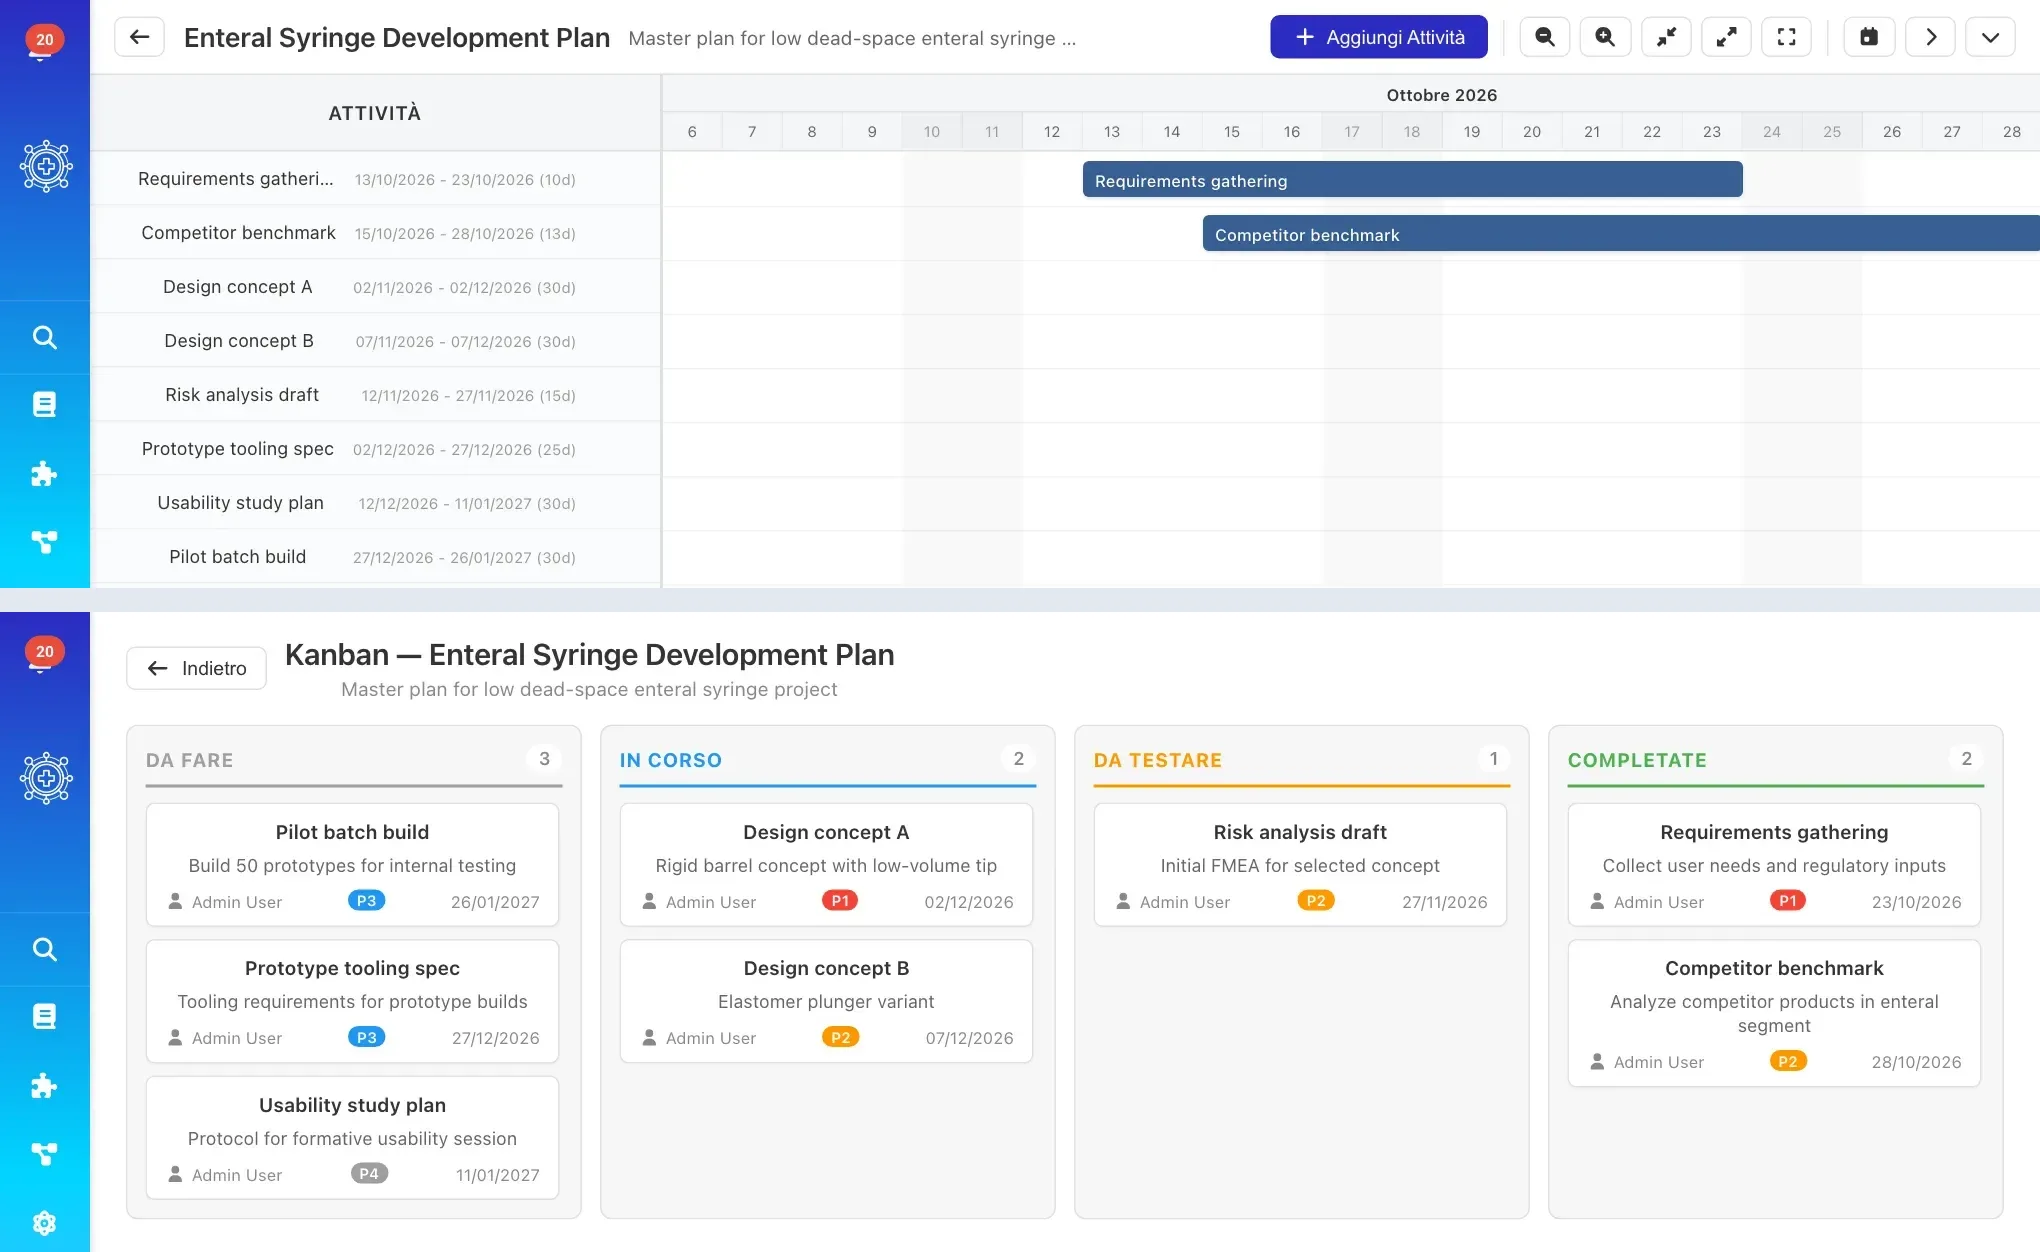 20
Enteral Syringe Development Plan
Master plan for low dead-space enteral syringe ...
Aggiungi Attività
ATTIVITÀ
Ottobre 2026
6 7 8 9 10 11 12 13 14 15 16 17 18 19 20 21 22 23 24 25 26 27 28
Requirements gatheri... 13/10/2026 - 23/10/2026 (10d)
Requirements gathering
Competitor benchmark 15/10/2026 - 28/10/2026 (13d)
Competitor benchmark
Design concept A 02/11/2026 - 02/12/2026 (30d)
Design concept B 07/11/2026 - 07/12/2026 (30d)
Risk analysis draft 12/11/2026 - 27/11/2026 (15d)
Prototype tooling spec 02/12/2026 - 27/12/2026 (25d)
Usability study plan 12/12/2026 - 11/01/2027 (30d)
Pilot batch build 27/12/2026 - 26/01/2027 (30d)
20
Indietro
Kanban — Enteral Syringe Development Plan
Master plan for low dead-space enteral syringe project
DA FARE 3
Pilot batch build
Build 50 prototypes for internal testing
Admin User P3 26/01/2027
Prototype tooling spec
Tooling requirements for prototype builds
Admin User P3 27/12/2026
Usability study plan
Protocol for formative usability session
Admin User P4 11/01/2027
IN CORSO 2
Design concept A
Rigid barrel concept with low-volume tip
Admin User P1 02/12/2026
Design concept B
Elastomer plunger variant
Admin User P2 07/12/2026
DA TESTARE 1
Risk analysis draft
Initial FMEA for selected concept
Admin User P2 27/11/2026
COMPLETATE 2
Requirements gathering
Collect user needs and regulatory inputs
Admin User P1 23/10/2026
Competitor benchmark
Analyze competitor products in enteral
segment
Admin User P2 28/10/2026